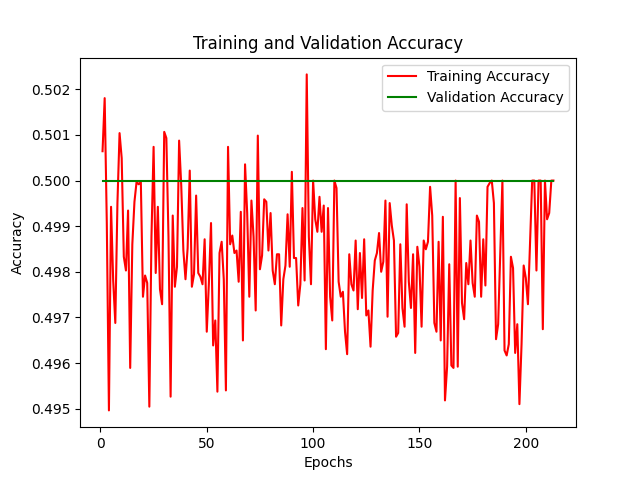 Training and Validation Accuracy
Training Accuracy
Validation Accuracy
0.502
0.501
0.500
0.499
0.498
0.497
0.496
0.495
Accuracy
0
50
100
150
200
Epochs